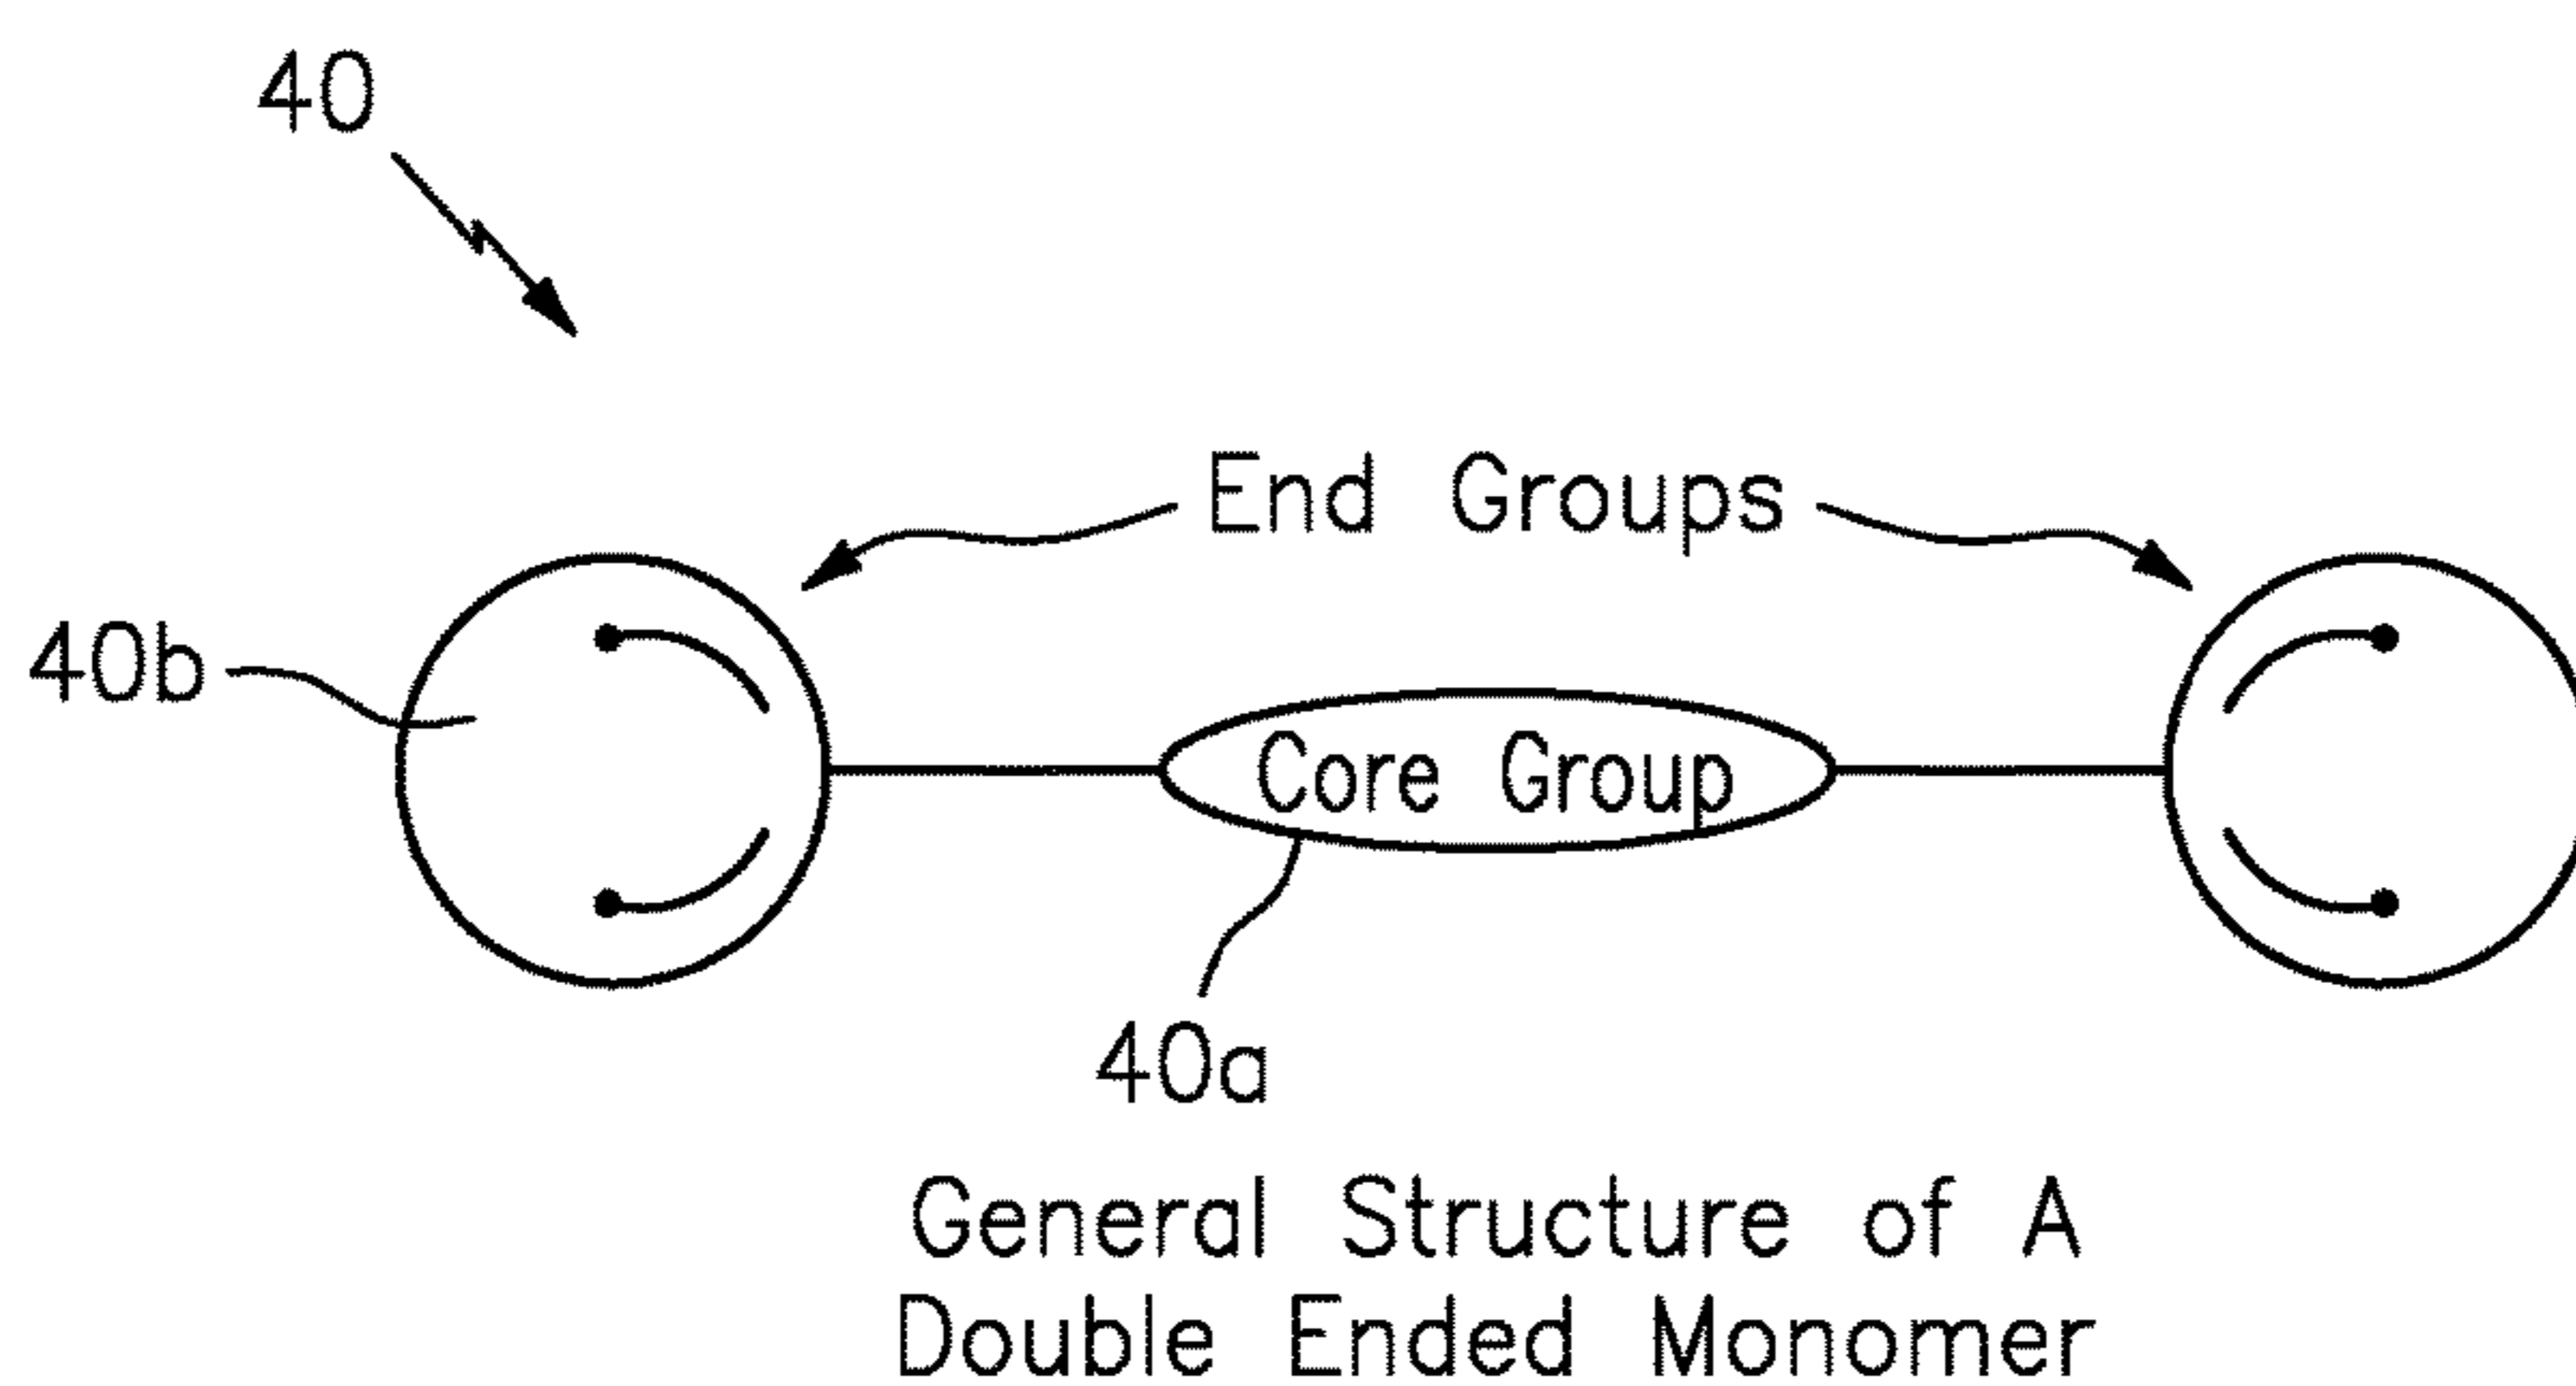 40
End Groups
40b
Core Group
40a
General Structure of A
Double Ended Monomer